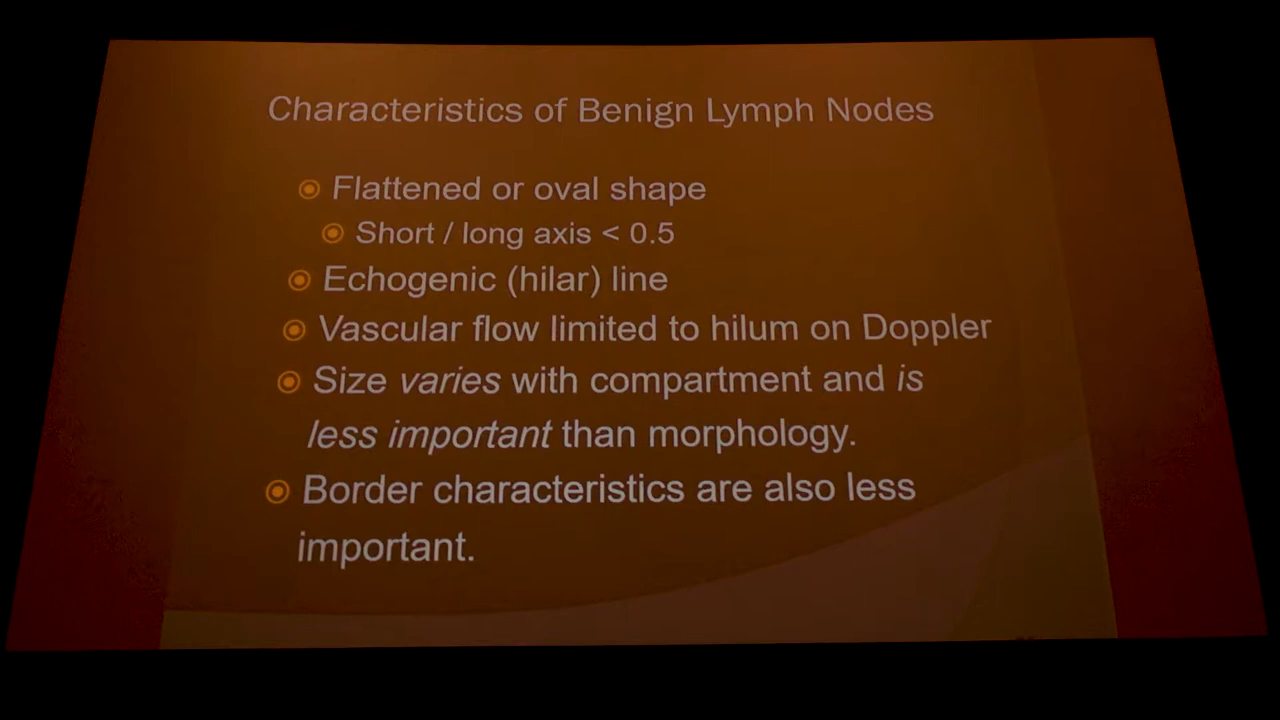 Characteristics of Benign Lymph Nodes
Flattened or oval shape
Short / long axis < 0.5
Echogenic (hilar) line
Vascular flow limited to hilum on Doppler
Size varies with compartment and is
less important than morphology.
Border characteristics are also less
important.